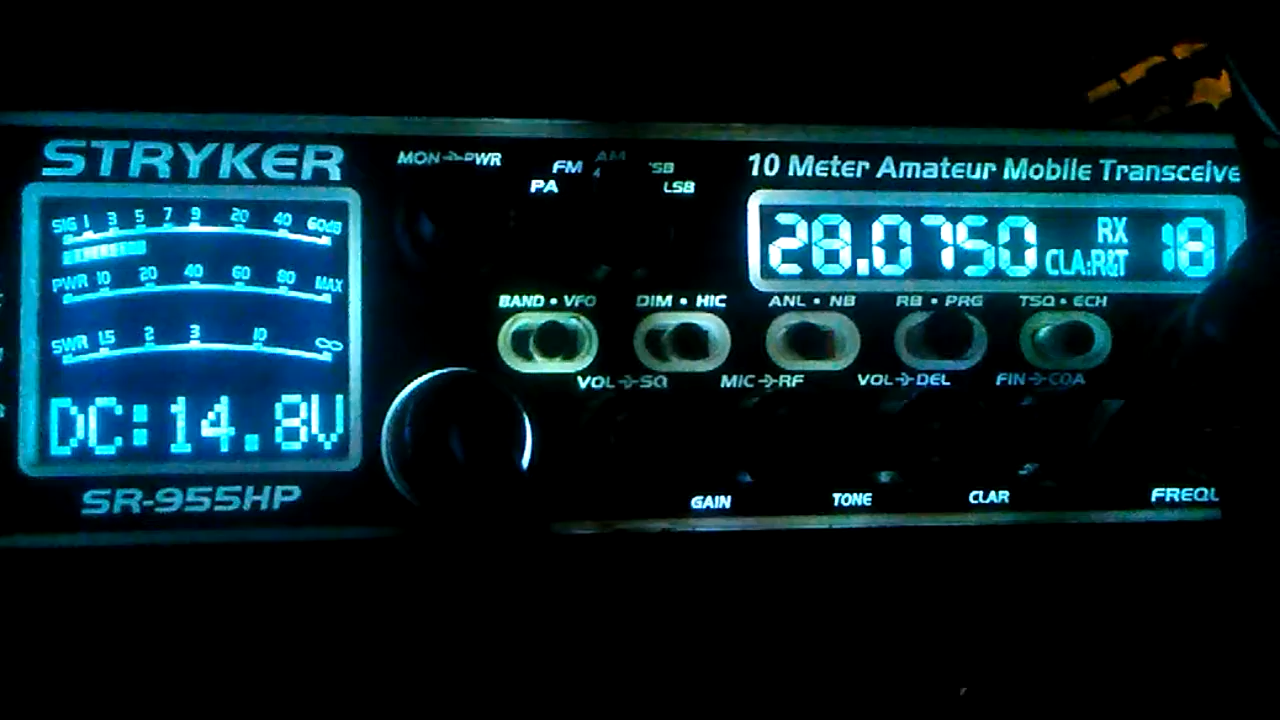 STRYKER
SIG 1 3 5 7 9 20 40 60dB
PWR 10 20 40 60 80 MAX
SWR 1.5 2 3 10 ∞
DC:14.8V
SR-955HP
MON PWR
PA FM AM LSB
10 Meter Amateur Mobile Transceive
28.0750 RX CLA:R&T 18
BAND • VFO DIM • HIC ANL • NB RB • PRG TSQ • ECH
VOL SQ MIC RF VOL DEL FIN COA
GAIN TONE CLAR